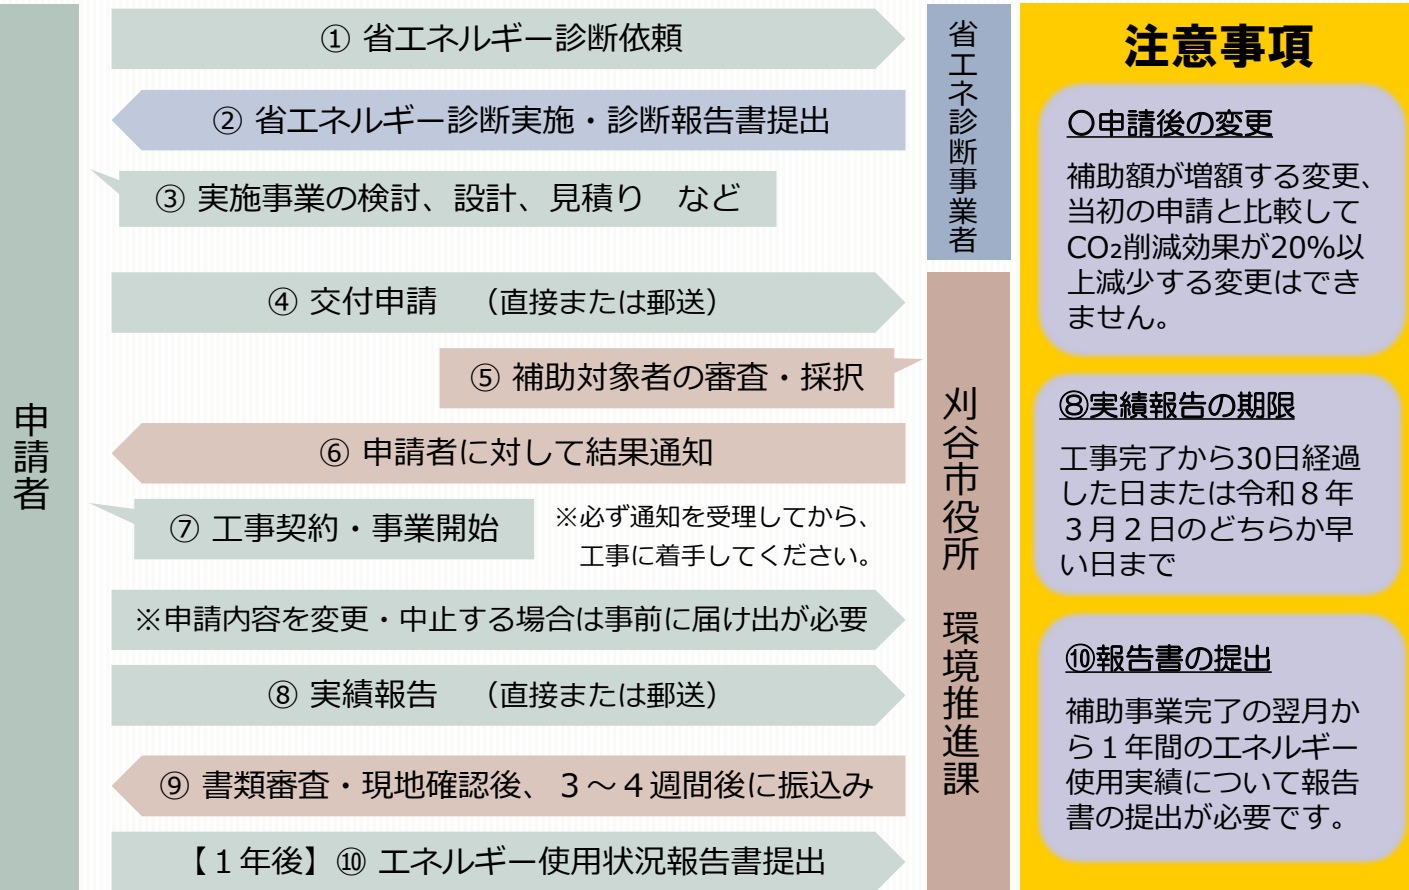 申請者
① 省エネルギー診断依頼
② 省エネルギー診断実施・診断報告書提出
③ 実施事業の検討、設計、見積り　など
④ 交付申請　（直接または郵送）
⑤ 補助対象者の審査・採択
⑥ 申請者に対して結果通知
⑦ 工事契約・事業開始
※必ず通知を受理してから、
工事に着手してください。
※申請内容を変更・中止する場合は事前に届け出が必要
⑧ 実績報告　（直接または郵送）
⑨ 書類審査・現地確認後、３～４週間後に振込み
【１年後】⑩ エネルギー使用状況報告書提出
省エネ診断事業者
刈谷市役所　環境推進課
注意事項
〇申請後の変更
補助額が増額する変更、
当初の申請と比較して
CO₂削減効果が20%以
上減少する変更はでき
ません。
⑧実績報告の期限
工事完了から30日経過
した日または令和８年
３月２日のどちらか早
い日まで
⑩報告書の提出
補助事業完了の翌月か
ら１年間のエネルギー
使用実績について報告
書の提出が必要です。